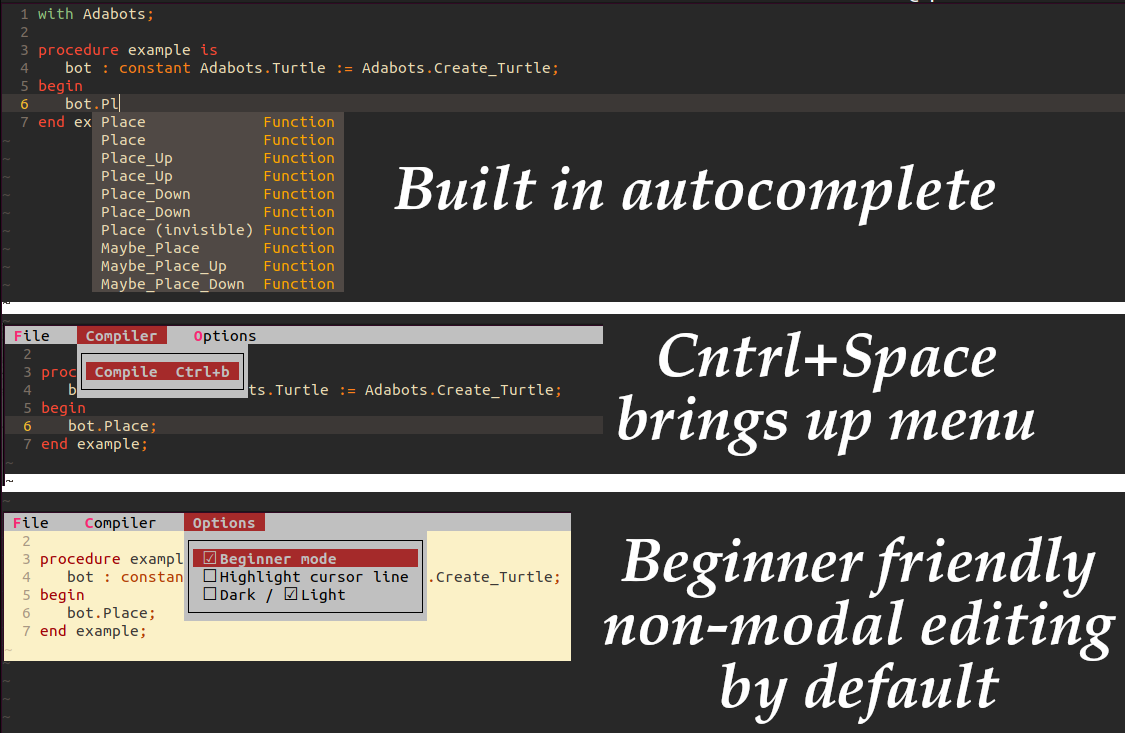 1 with Adabots;
2
3 procedure example is
4    bot : constant Adabots.Turtle := Adabots.Create_Turtle;
5 begin
6    bot.Pl
7 end ex
Place Function
Place Function
Place_Up Function
Place_Up Function
Place_Down Function
Place_Down Function
Place (invisible) Function
Maybe_Place Function
Maybe_Place_Up Function
Maybe_Place_Down Function
~
Built in autocomplete
File Compiler Options
Compile Ctrl+b
2
3 proc
4    b ts.Turtle := Adabots.Create_Turtle;
5 begin
6    bot.Place;
7 end example;
~
Cntrl+Space
brings up menu
File Compiler Options
☑Beginner mode
☐Highlight cursor line
☐Dark / ☑Light
2
3 procedure exampl
4    bot : constan .Create_Turtle;
5 begin
6    bot.Place;
7 end example;
~
Beginner friendly
non-modal editing
by default